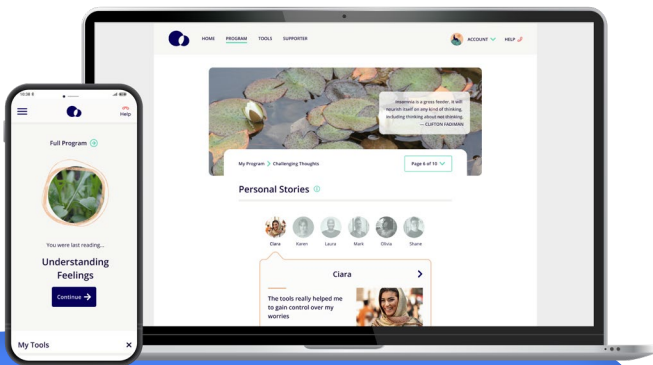 HOME PROGRAM TOOLS SUPPORTER ACCOUNT HELP
Insomnia is a gross feeder. It will
nourish itself on any kind of thinking,
including thinking about not thinking.
— CLIFTON FADIMAN
My Program > Challenging Thoughts Page 6 of 10
Personal Stories
Ciara Karen Laura Mark Olivia Shane
Ciara
The tools really helped me
to gain control over my
worries
Help
Full Program
You were last reading...
Understanding
Feelings
Continue
My Tools